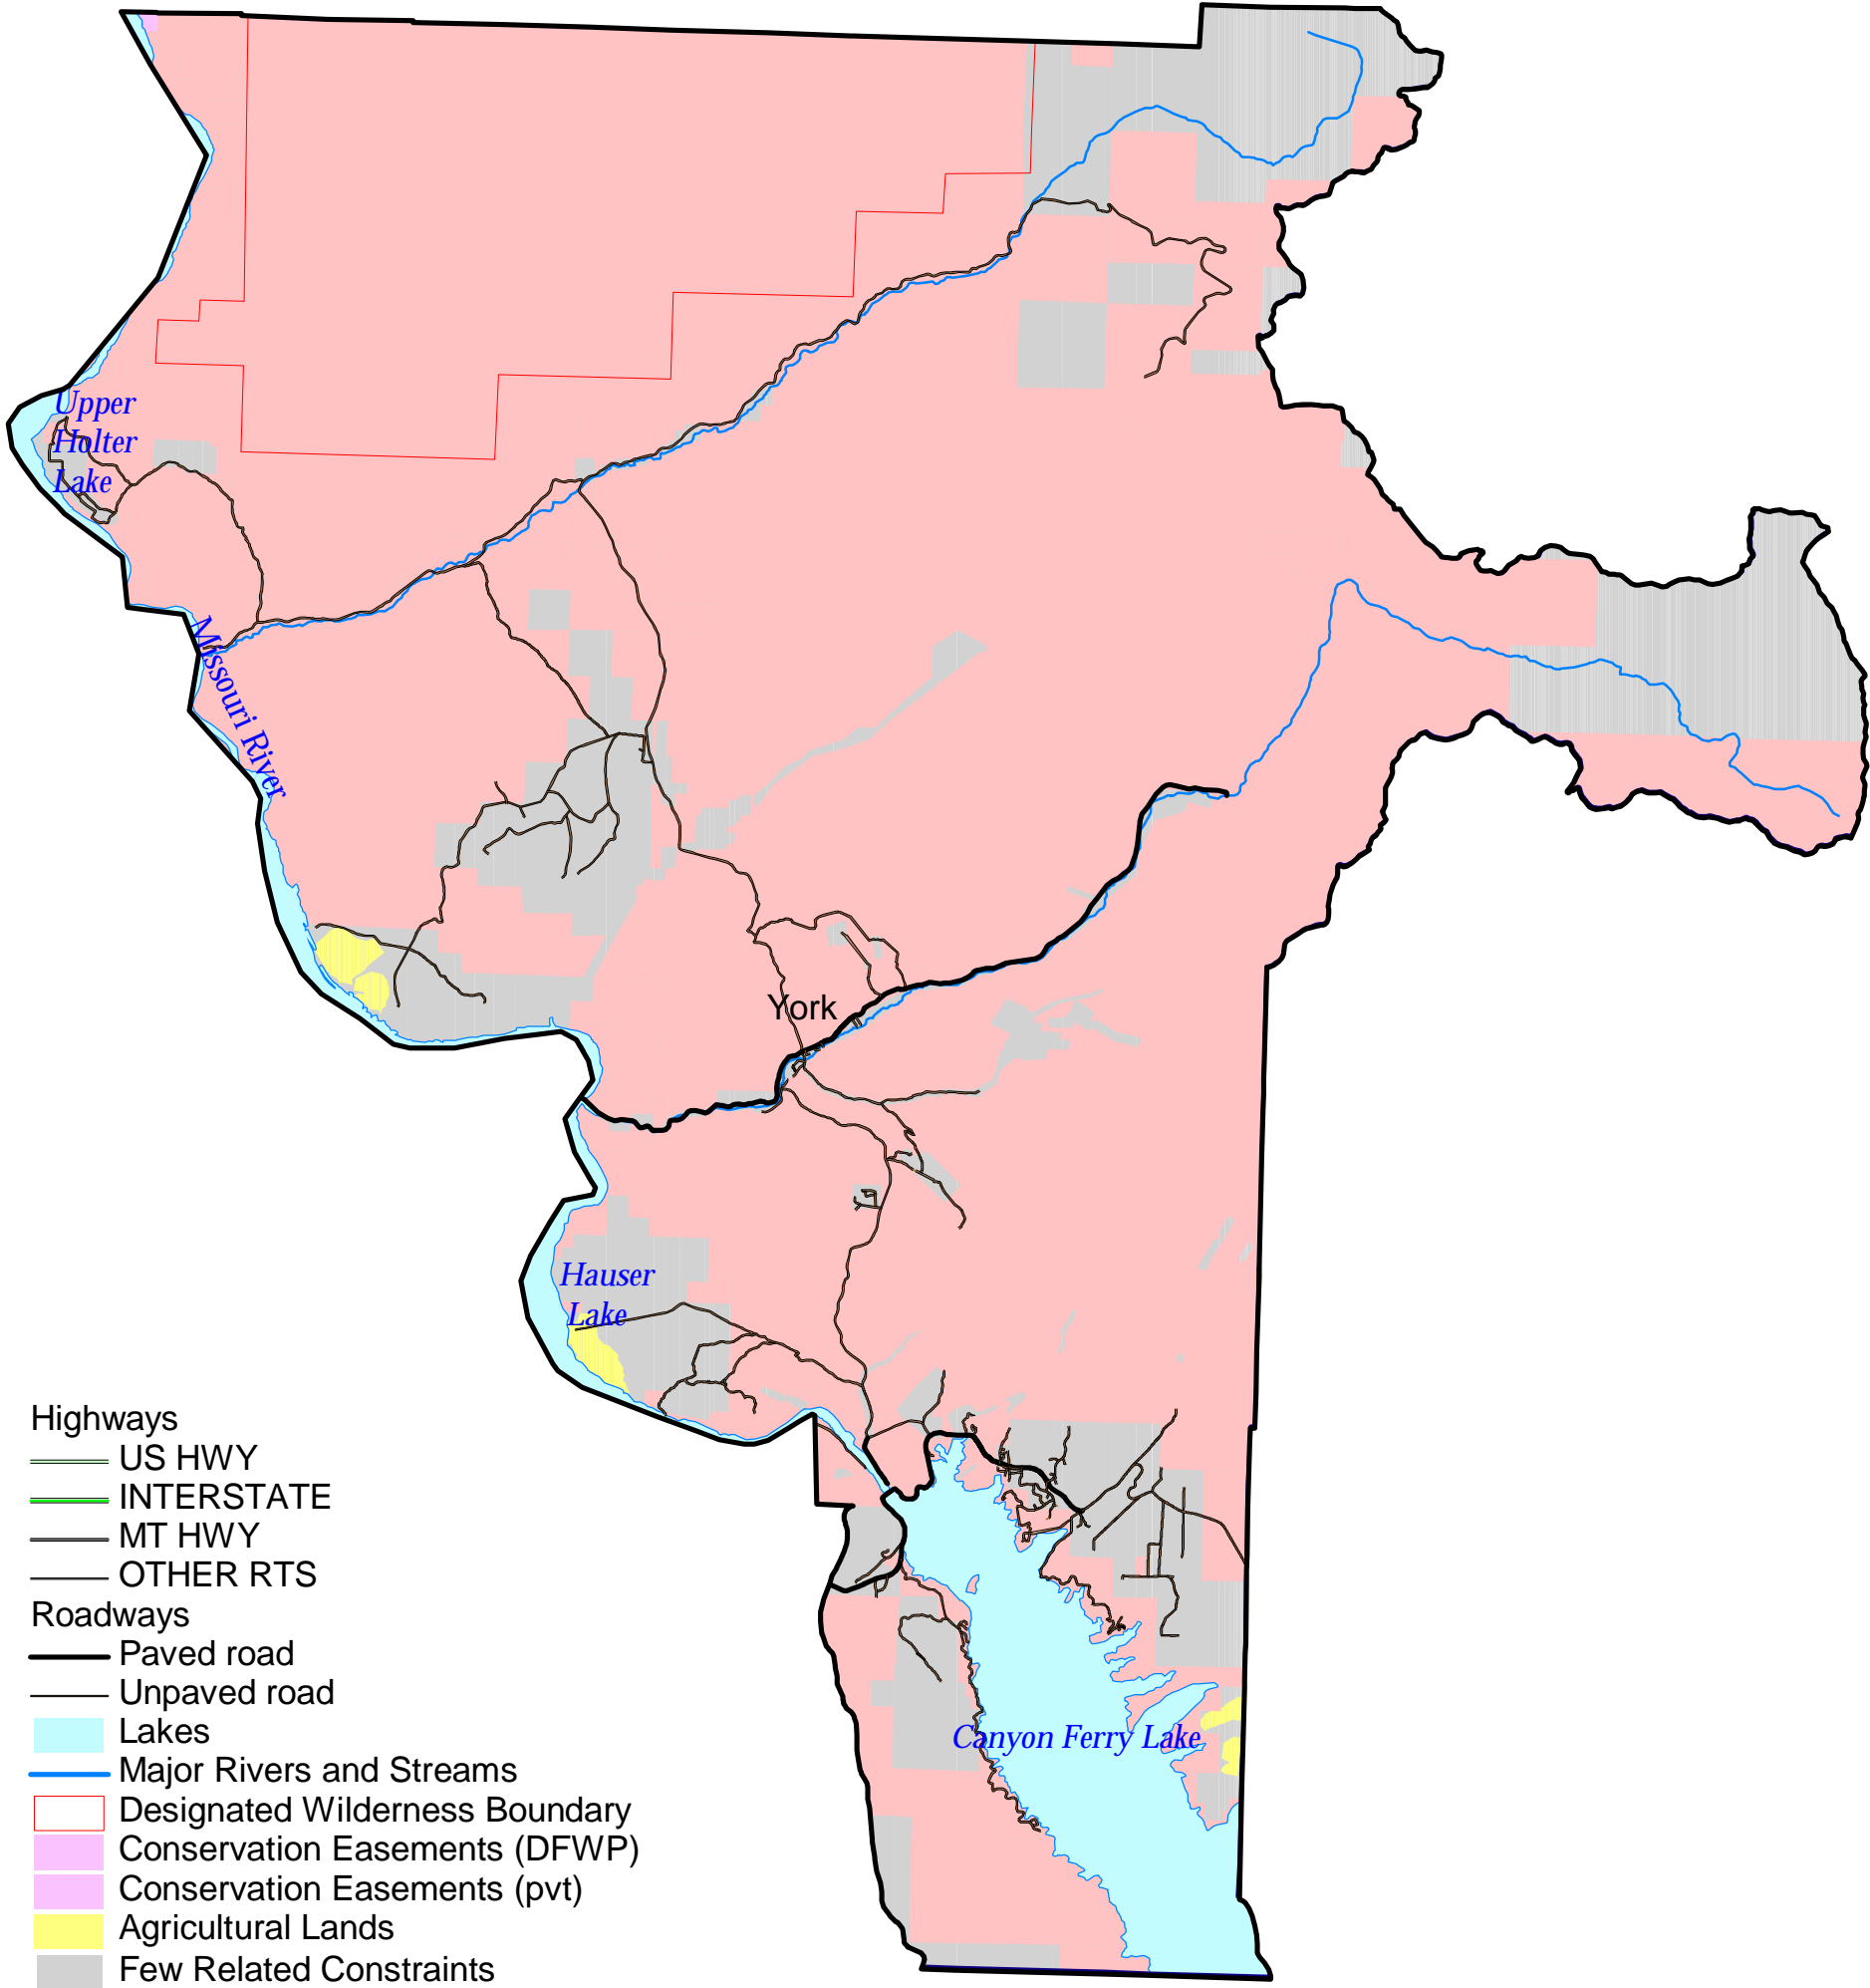 Upper
Holter
Lake
Missouri River
York
Hauser
Lake
Canyon Ferry Lake
Highways
US HWY
INTERSTATE
MT HWY
OTHER RTS
Roadways
Paved road
Unpaved road
Lakes
Major Rivers and Streams
Designated Wilderness Boundary
Conservation Easements (DFWP)
Conservation Easements (pvt)
Agricultural Lands
Few Related Constraints